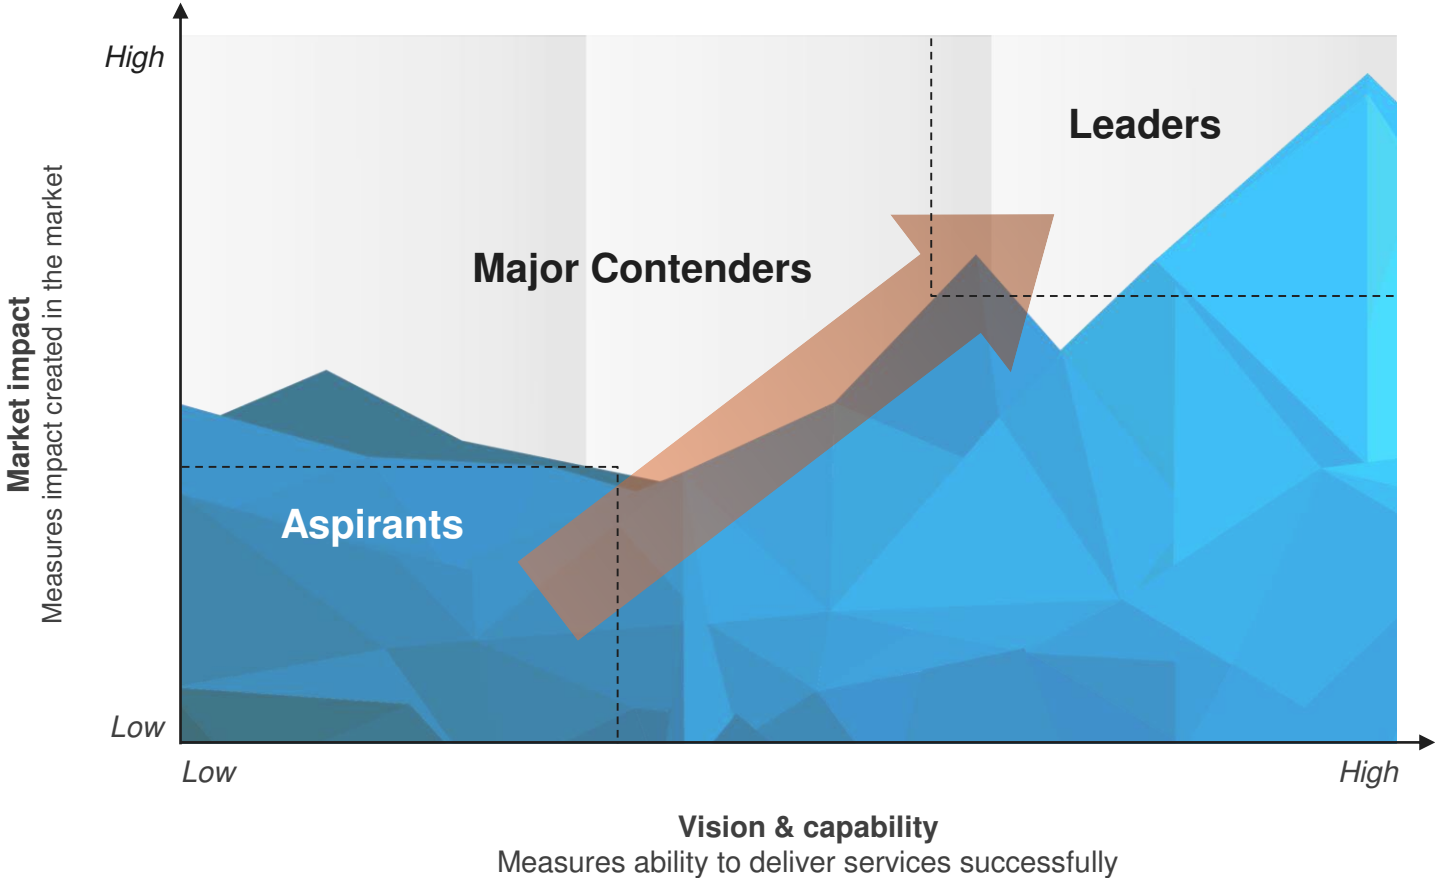 High
Leaders
Major Contenders
Market impact
Measures impact created in the market
Aspirants
Low
Low
High
Vision & capability
Measures ability to deliver services successfully